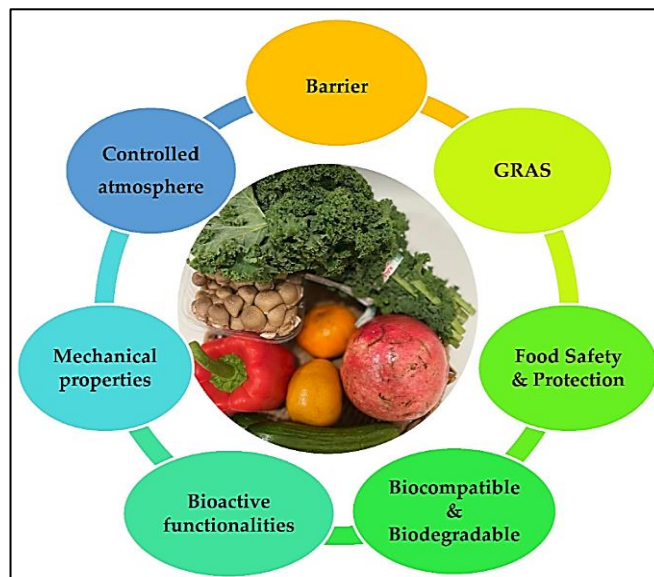 Barrier
GRAS
Food Safety
& Protection
Biocompatible
&
Biodegradable
Bioactive
functionalities
Mechanical
properties
Controlled
atmosphere